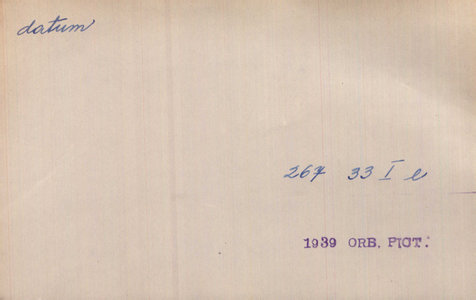 datum
267 33 I e
1939 ORB. PICT.